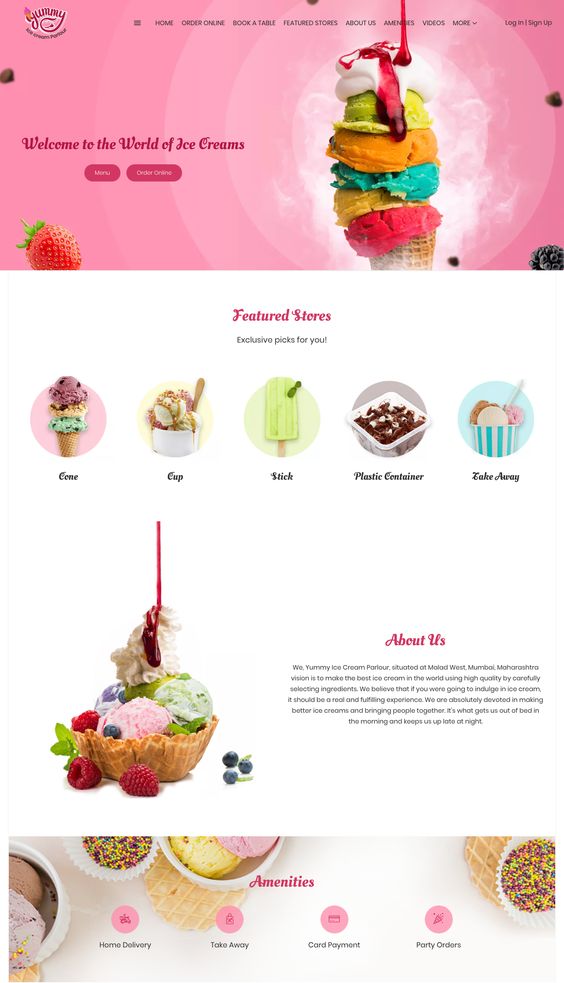 yummy
Ice cream Parlour
HOME ORDER ONLINE BOOK A TABLE FEATURED STORES ABOUT US AMENITIES VIDEOS MORE
Log In | Sign Up
Welcome to the World of Ice Creams
Menu Order Online
Featured Stores
Exclusive picks for you!
Cone Cup Stick Plastic Container Take Away
About Us
We, Yummy Ice Cream Parlour, situated at Malad West, Mumbai, Maharashtra
vision is to make the best ice cream in the world using high quality by carefully
selecting ingredients. We believe that if you were going to indulge in ice cream,
it should be a real and fulfilling experience. We are absolutely devoted in making
better ice creams and bringing people together. It's what gets us out of bed in
the morning and keeps us up late at night.
Amenities
Home Delivery Take Away Card Payment Party Orders